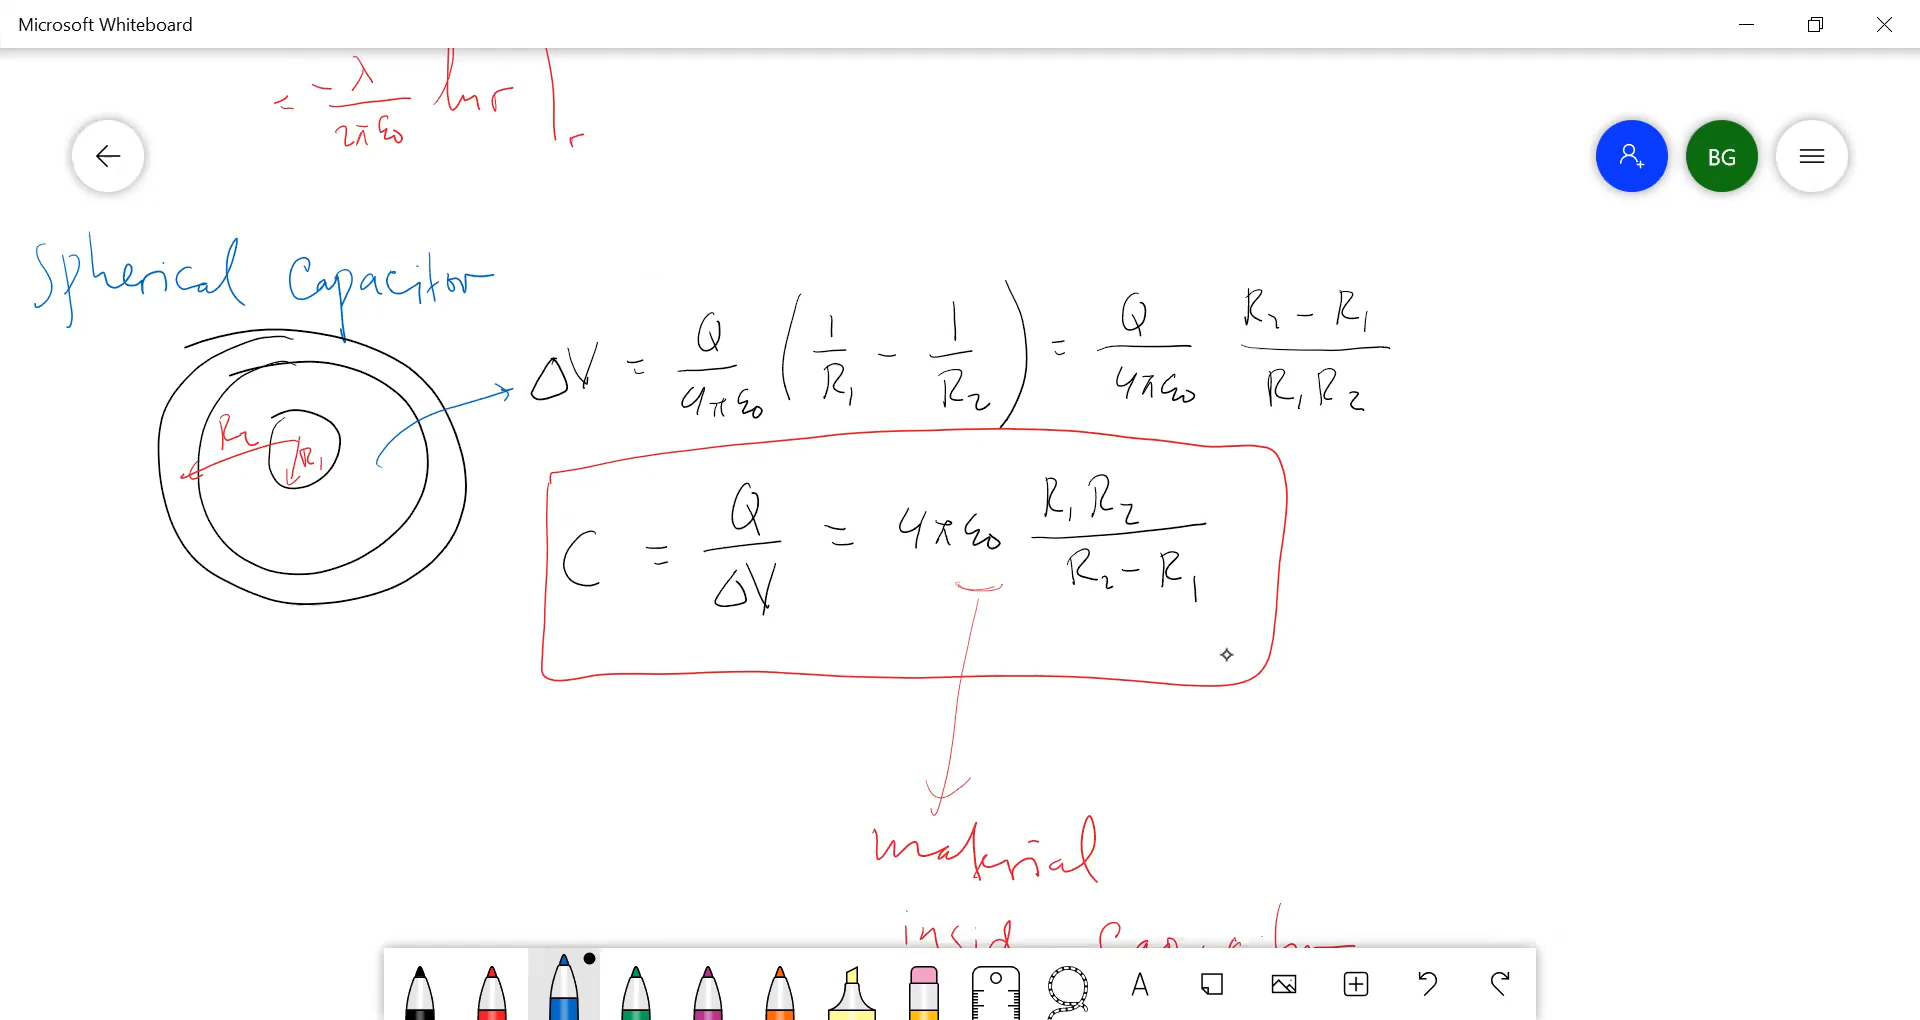 Microsoft Whiteboard
= -λ/2πε₀ ln r |r
BG
Spherical Capacitor
ΔV = Q/4πε₀ (1/R₁ - 1/R₂) = Q/4πε₀ R₂ - R₁/R₁R₂
R₂
R₁
C = Q/ΔV = 4πε₀ R₁R₂/R₂ - R₁
material
A